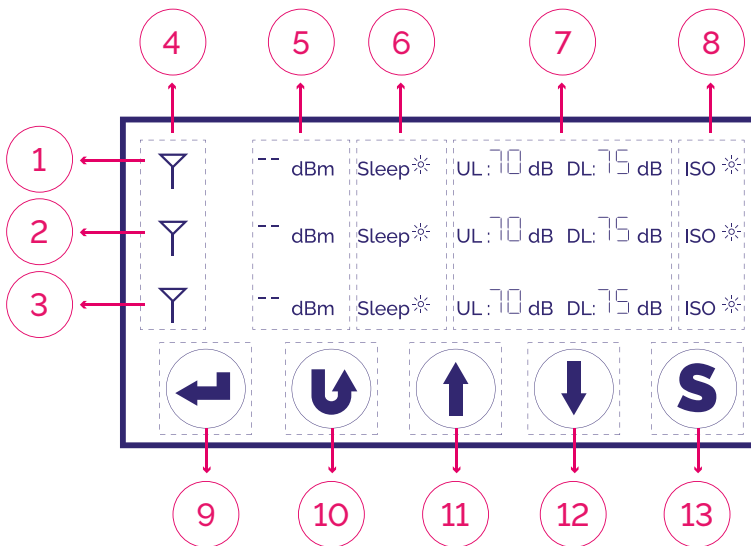 4 5 6 7 8
1 -- dBm Sleep UL:70 dB DL:75 dB ISO
2 -- dBm Sleep UL:70 dB DL:75 dB ISO
3 -- dBm Sleep UL:70 dB DL:75 dB ISO
S
9 10 11 12 13